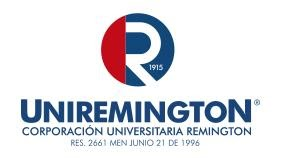 R
1915
UNIREMINGTON®
CORPORACIÓN UNIVERSITARIA REMINGTON
RES. 2661 MEN JUNIO 21 DE 1996